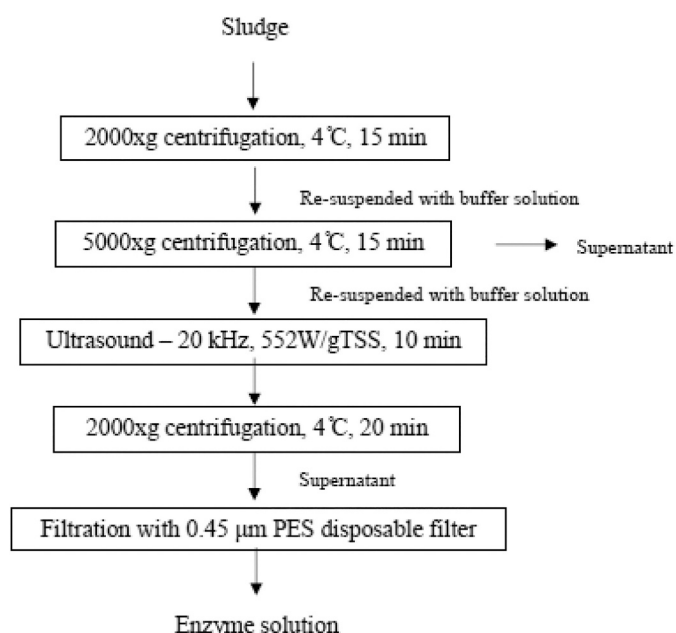 Sludge
2000xg centrifugation, 4℃, 15 min
Re-suspended with buffer solution
5000xg centrifugation, 4℃, 15 min
Supernatant
Re-suspended with buffer solution
Ultrasound – 20 kHz, 552W/gTSS, 10 min
2000xg centrifugation, 4℃, 20 min
Supernatant
Filtration with 0.45 μm PES disposable filter
Enzyme solution